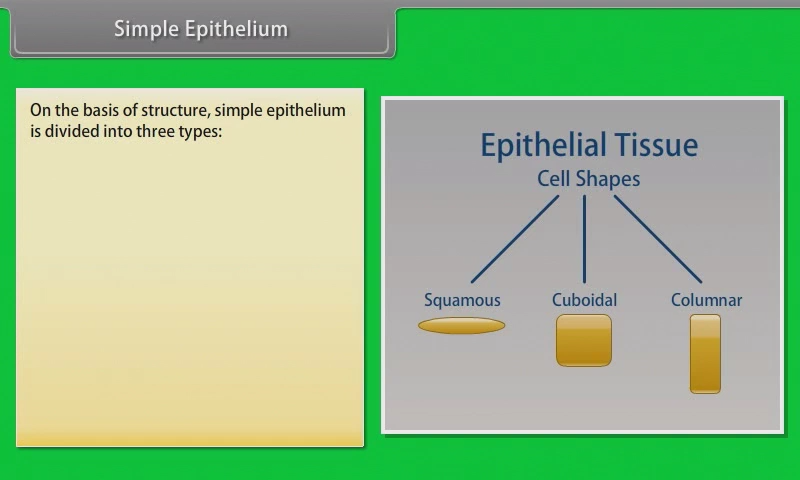 Simple Epithelium
On the basis of structure, simple epithelium
is divided into three types:
Epithelial Tissue
Cell Shapes
Squamous Cuboidal Columnar